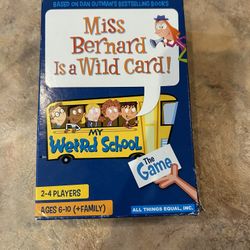 BASED ON DAN GUTMAN'S BESTSELLING BOOKS
Miss
Bernard
Is a Wild Card!
MY
WeiRd School
The
Game
2-4 PLAYERS
AGES 6-10 (+FAMILY)
ALL THINGS EQUAL, INC.